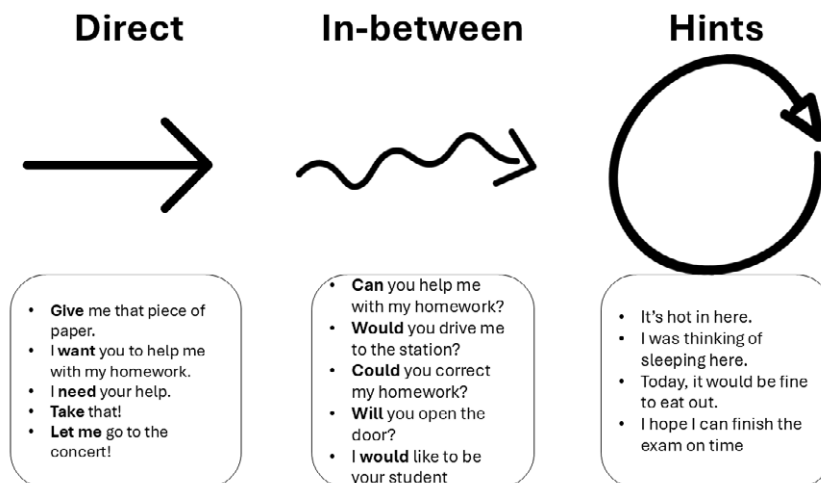 Direct
In-between
Hints
• Give me that piece of
paper.
• I want you to help me
with my homework.
• I need your help.
• Take that!
• Let me go to the
concert!
• Can you help me
with my homework?
• Would you drive me
to the station?
• Could you correct
my homework?
• Will you open the
door?
• I would like to be
your student
• It's hot in here.
• I was thinking of
sleeping here.
• Today, it would be fine
to eat out.
• I hope I can finish the
exam on time